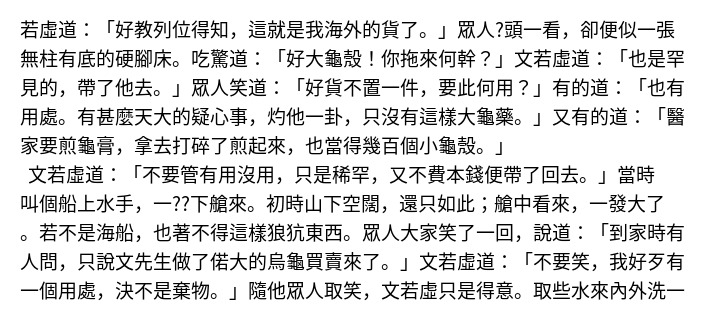 若虛道：「好教列位得知，這就是我海外的貨了。」眾人?頭一看，卻便似一張
無柱有底的硬腳床。吃驚道：「好大龜殼！你拖來何幹？」文若虛道：「也是罕
見的，帶了他去。」眾人笑道：「好貨不置一件，要此何用？」有的道：「也有
用處。有甚麼天大的疑心事，灼他一卦，只沒有這樣大龜藥。」又有的道：「醫
家要煎龜膏，拿去打碎了煎起來，也當得幾百個小龜殼。」
文若虛道：「不要管有用沒用，只是稀罕，又不費本錢便帶了回去。」當時
叫個船上水手，一??下艙來。初時山下空闊，還只如此；艙中看來，一發大了
。若不是海船，也著不得這樣狼犺東西。眾人大家笑了一回，說道：「到家時有
人問，只說文先生做了偌大的烏龜買賣來了。」文若虛道：「不要笑，我好歹有
一個用處，決不是棄物。」隨他眾人取笑，文若虛只是得意。取些水來內外洗一